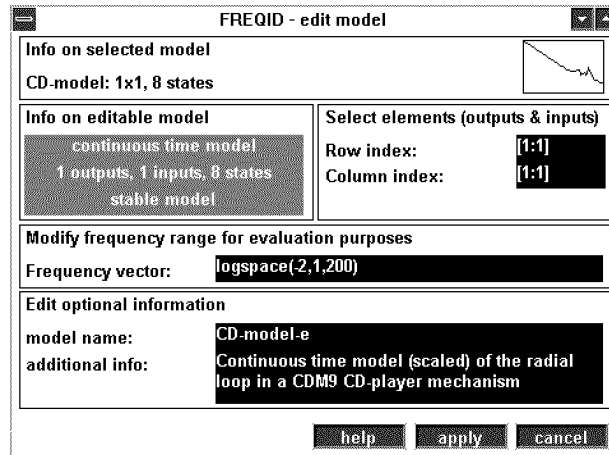 FREQID - edit model
Info on selected model
CD-model: 1x1, 8 states
Info on editable model
continuous time model
1 outputs, 1 inputs, 8 states
stable model
Select elements (outputs & inputs)
Row index: [1:1]
Column index: [1:1]
Modify frequency range for evaluation purposes
Frequency vector: logspace(-2,1,200)
Edit optional information
model name: CD-model-e
additional info: Continuous time model (scaled) of the radial
loop in a CDM9 CD-player mechanism
help apply cancel